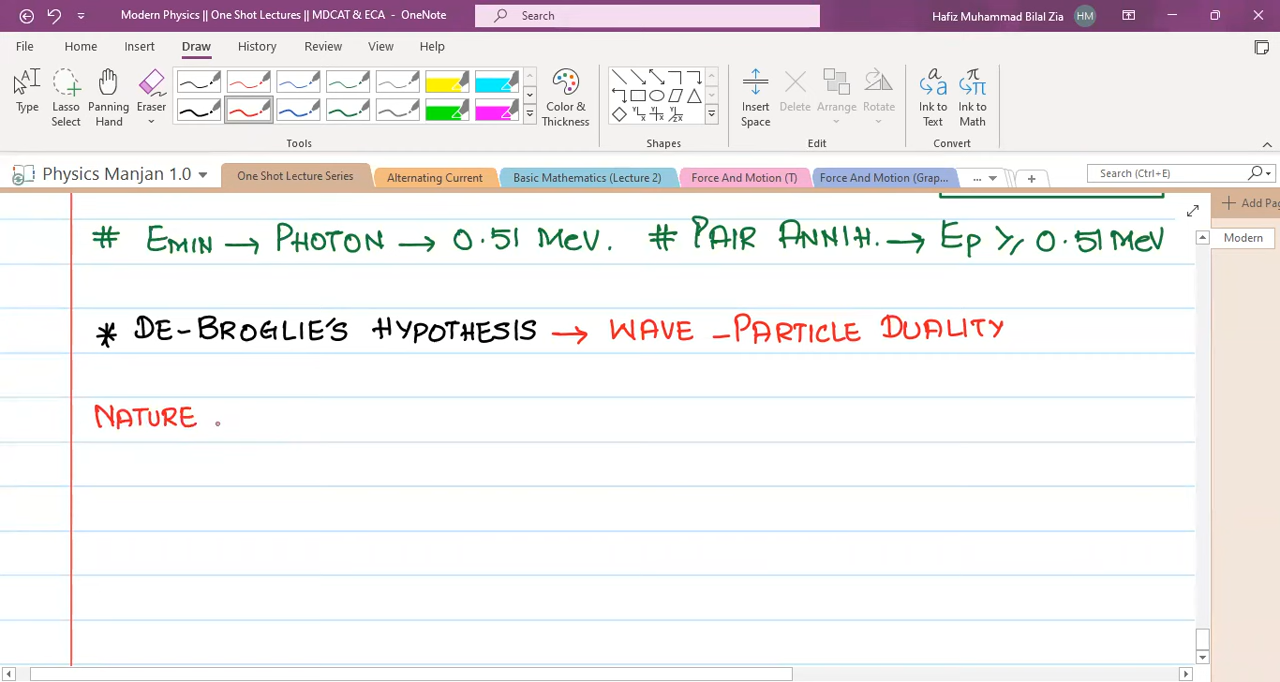 Modern Physics || One Shot Lectures || MDCAT & ECA - OneNote
Search
Hafiz Muhammad Bilal Zia HM
File Home Insert Draw History Review View Help
Type Lasso Select Panning Hand Eraser Color & Thickness Insert Space Delete Arrange Rotate Ink to Text Ink to Math
Tools Shapes Edit Convert
Physics Manjan 1.0 One Shot Lecture Series Alternating Current Basic Mathematics (Lecture 2) Force And Motion (T) Force And Motion (Grap... ... Search (Ctrl+E)
Add Pag
Modern
# EMIN → PHOTON → 0.51 MeV. # PAIR ANNIH. → Ep ⩾ 0.51 MeV
* DE-BROGLIE'S HYPOTHESIS → WAVE -PARTICLE DUALITY
NATURE .